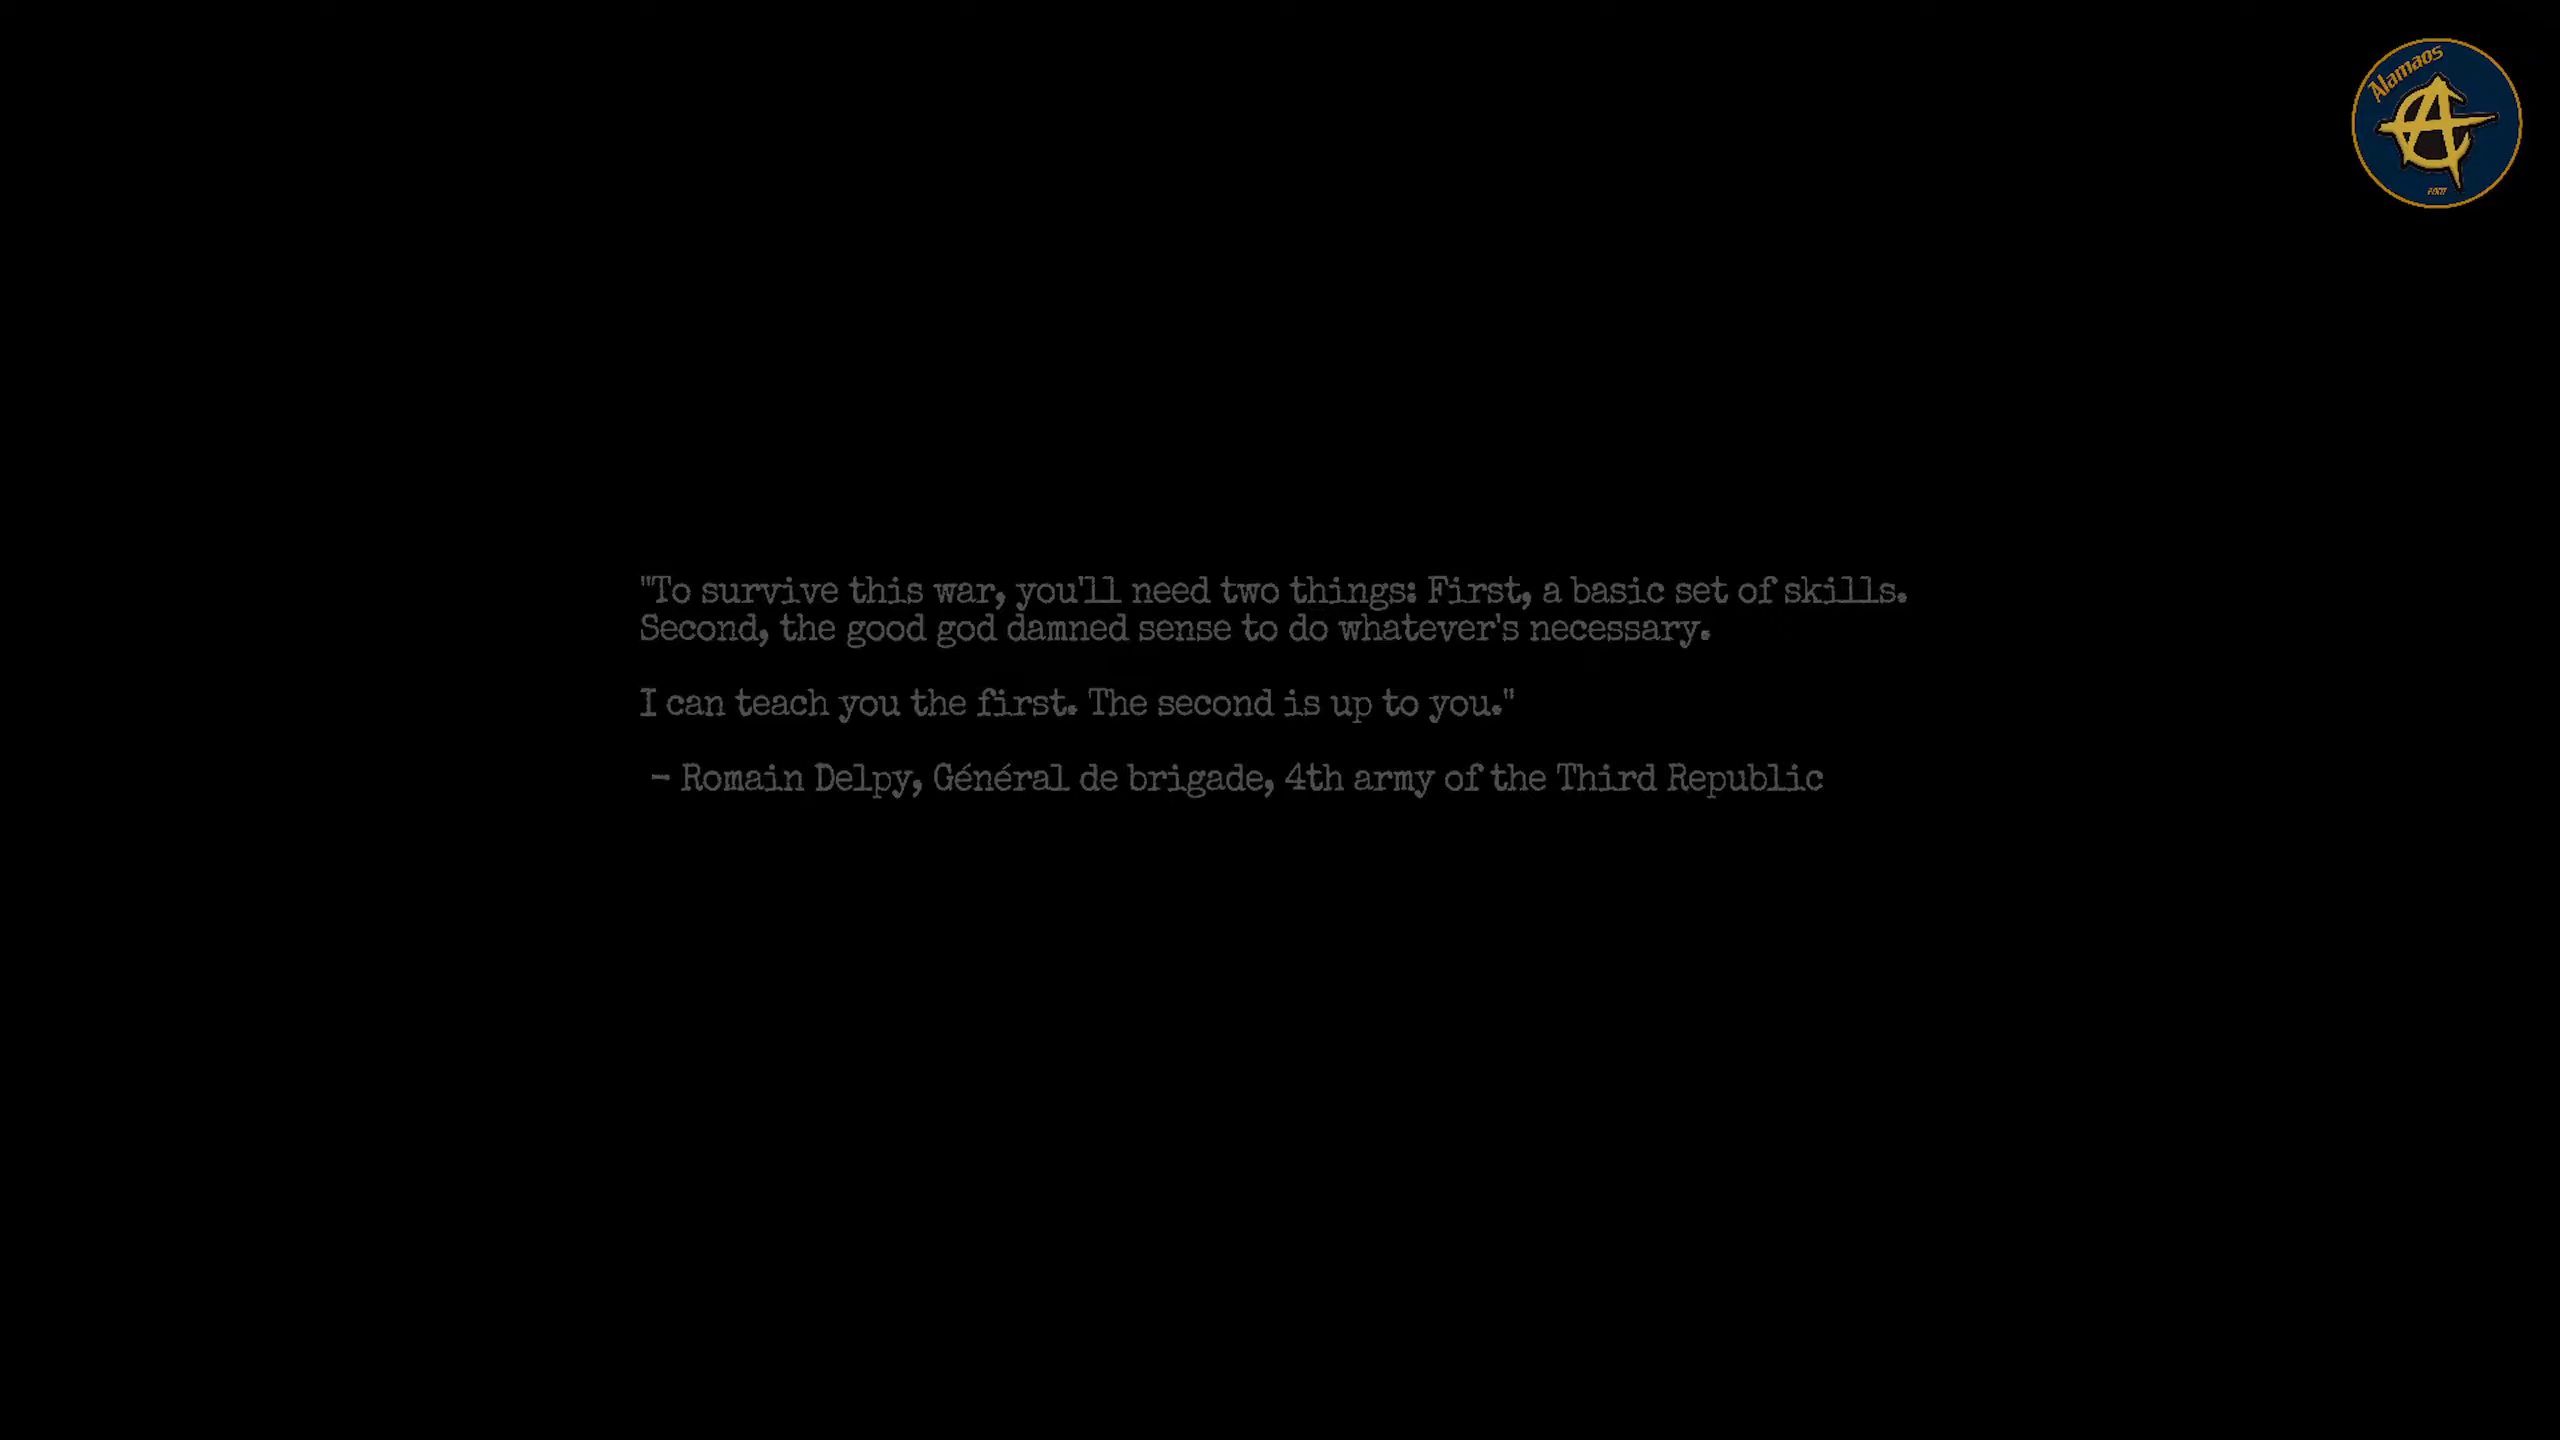 Alamaos
"To survive this war, you'll need two things: First, a basic set of skills.
Second, the good god damned sense to do whatever's necessary.
I can teach you the first. The second is up to you."
- Romain Delpy, Général de brigade, 4th army of the Third Republic